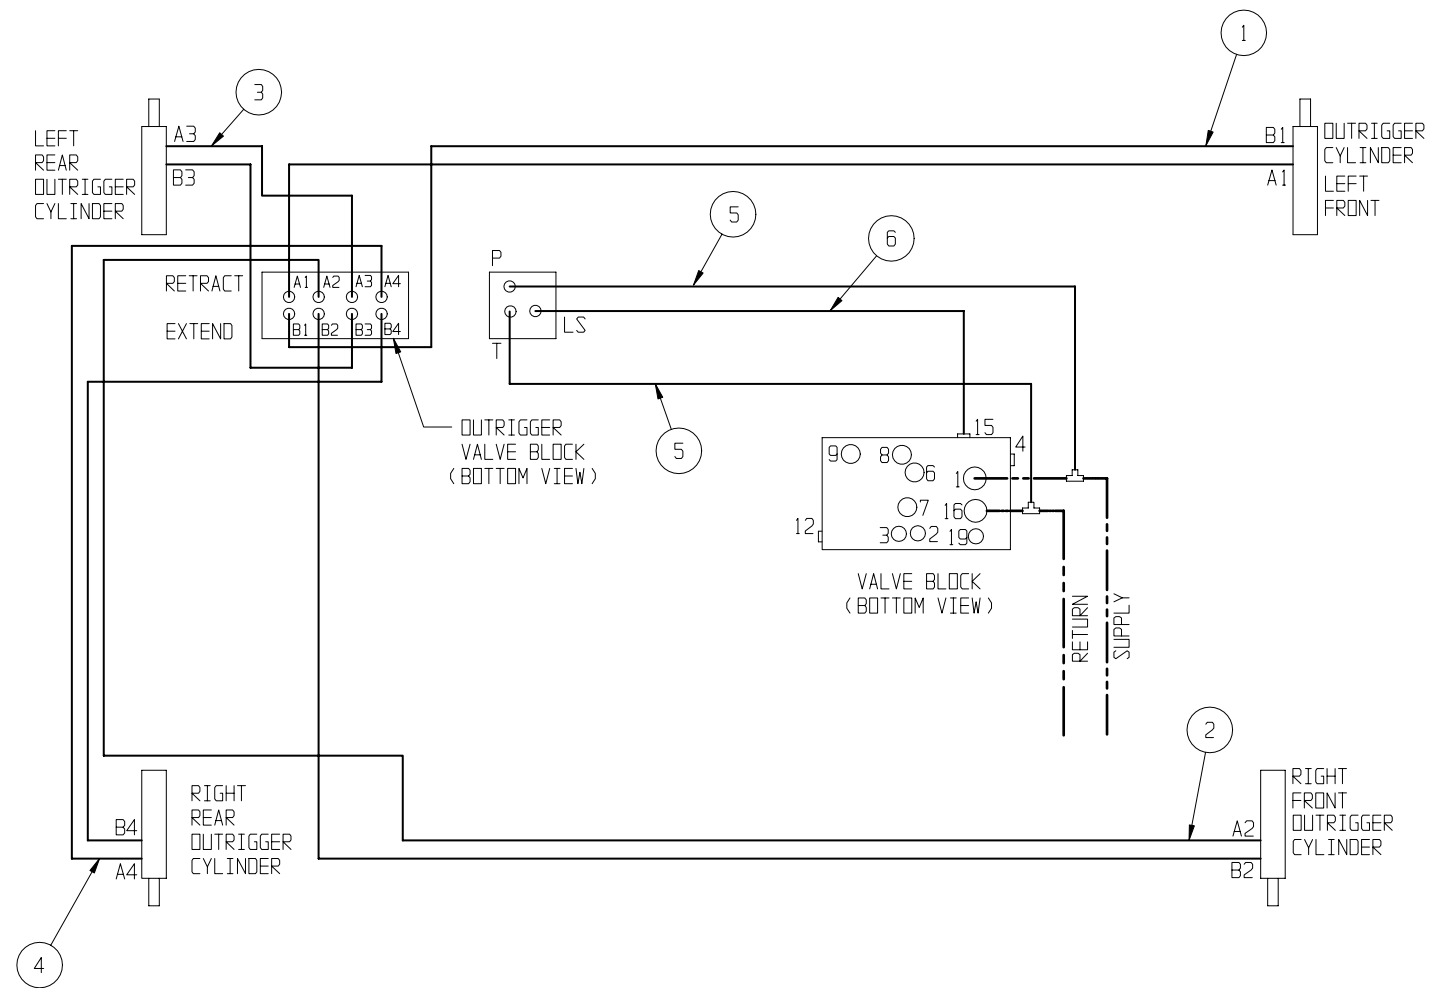 1
3
A3
LEFT
REAR
OUTRIGGER
CYLINDER
B3
B1
OUTRIGGER
CYLINDER
A1
LEFT
FRONT
5
6
P
RETRACT
A1 A2 A3 A4
EXTEND
B1 B2 B3 B4
LS
T
OUTRIGGER
VALVE BLOCK
(BOTTOM VIEW)
5
15
4
9
8
6
1
7
16
12
3
2
19
VALVE BLOCK
(BOTTOM VIEW)
RETURN
SUPPLY
2
RIGHT
REAR
OUTRIGGER
CYLINDER
B4
A4
RIGHT
FRONT
OUTRIGGER
CYLINDER
A2
B2
4